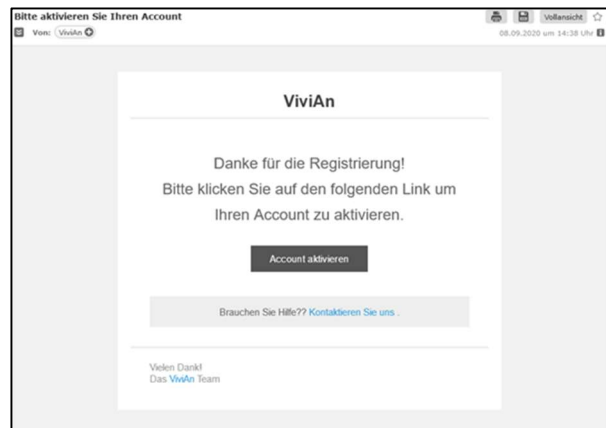 Bitte aktivieren Sie Ihren Account
Vollansicht
Von: ViviAn
08.09.2020 um 14:38 Uhr
ViviAn
Danke für die Registrierung!
Bitte klicken Sie auf den folgenden Link um
Ihren Account zu aktivieren.
Account aktivieren
Brauchen Sie Hilfe?? Kontaktieren Sie uns .
Vielen Dank!
Das ViviAn Team